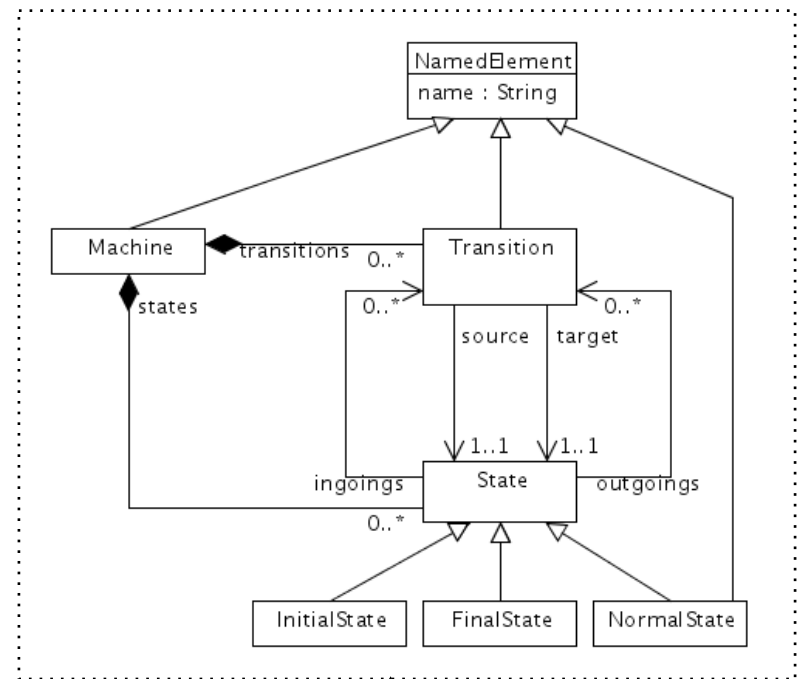 NamedElement
name : String
Machine
transitions
0..*
Transition
states
0..*
0..*
source
target
1..1
1..1
ingoings
State
outgoings
0..*
InitialState
FinalState
NormalState